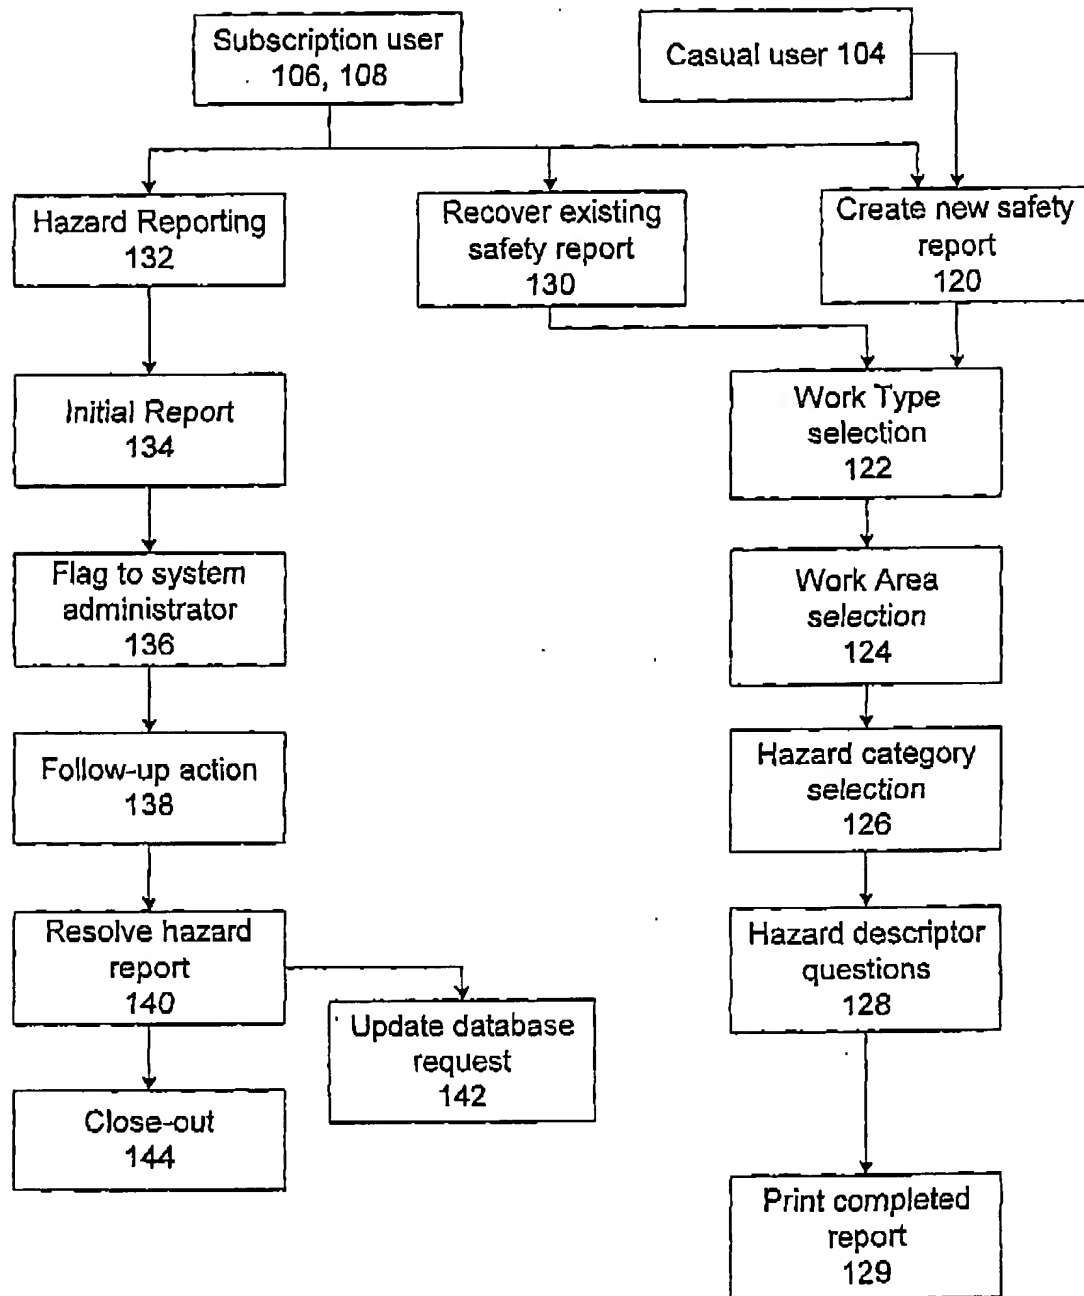 Subscription user
106, 108
Casual user 104
Hazard Reporting
132
Recover existing
safety report
130
Create new safety
report
120
Initial Report
134
Work Type
selection
122
Flag to system
administrator
136
Work Area
selection
124
Follow-up action
138
Hazard category
selection
126
Resolve hazard
report
140
Hazard descriptor
questions
128
Update database
request
142
Close-out
144
Print completed
report
129